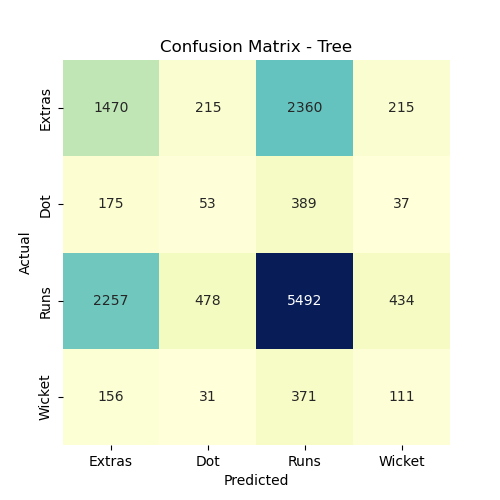 Confusion Matrix - Tree
Extras 1470 215 2360 215
Dot 175 53 389 37
Actual
Runs 2257 478 5492 434
Wicket 156 31 371 111
Extras Dot Runs Wicket
Predicted